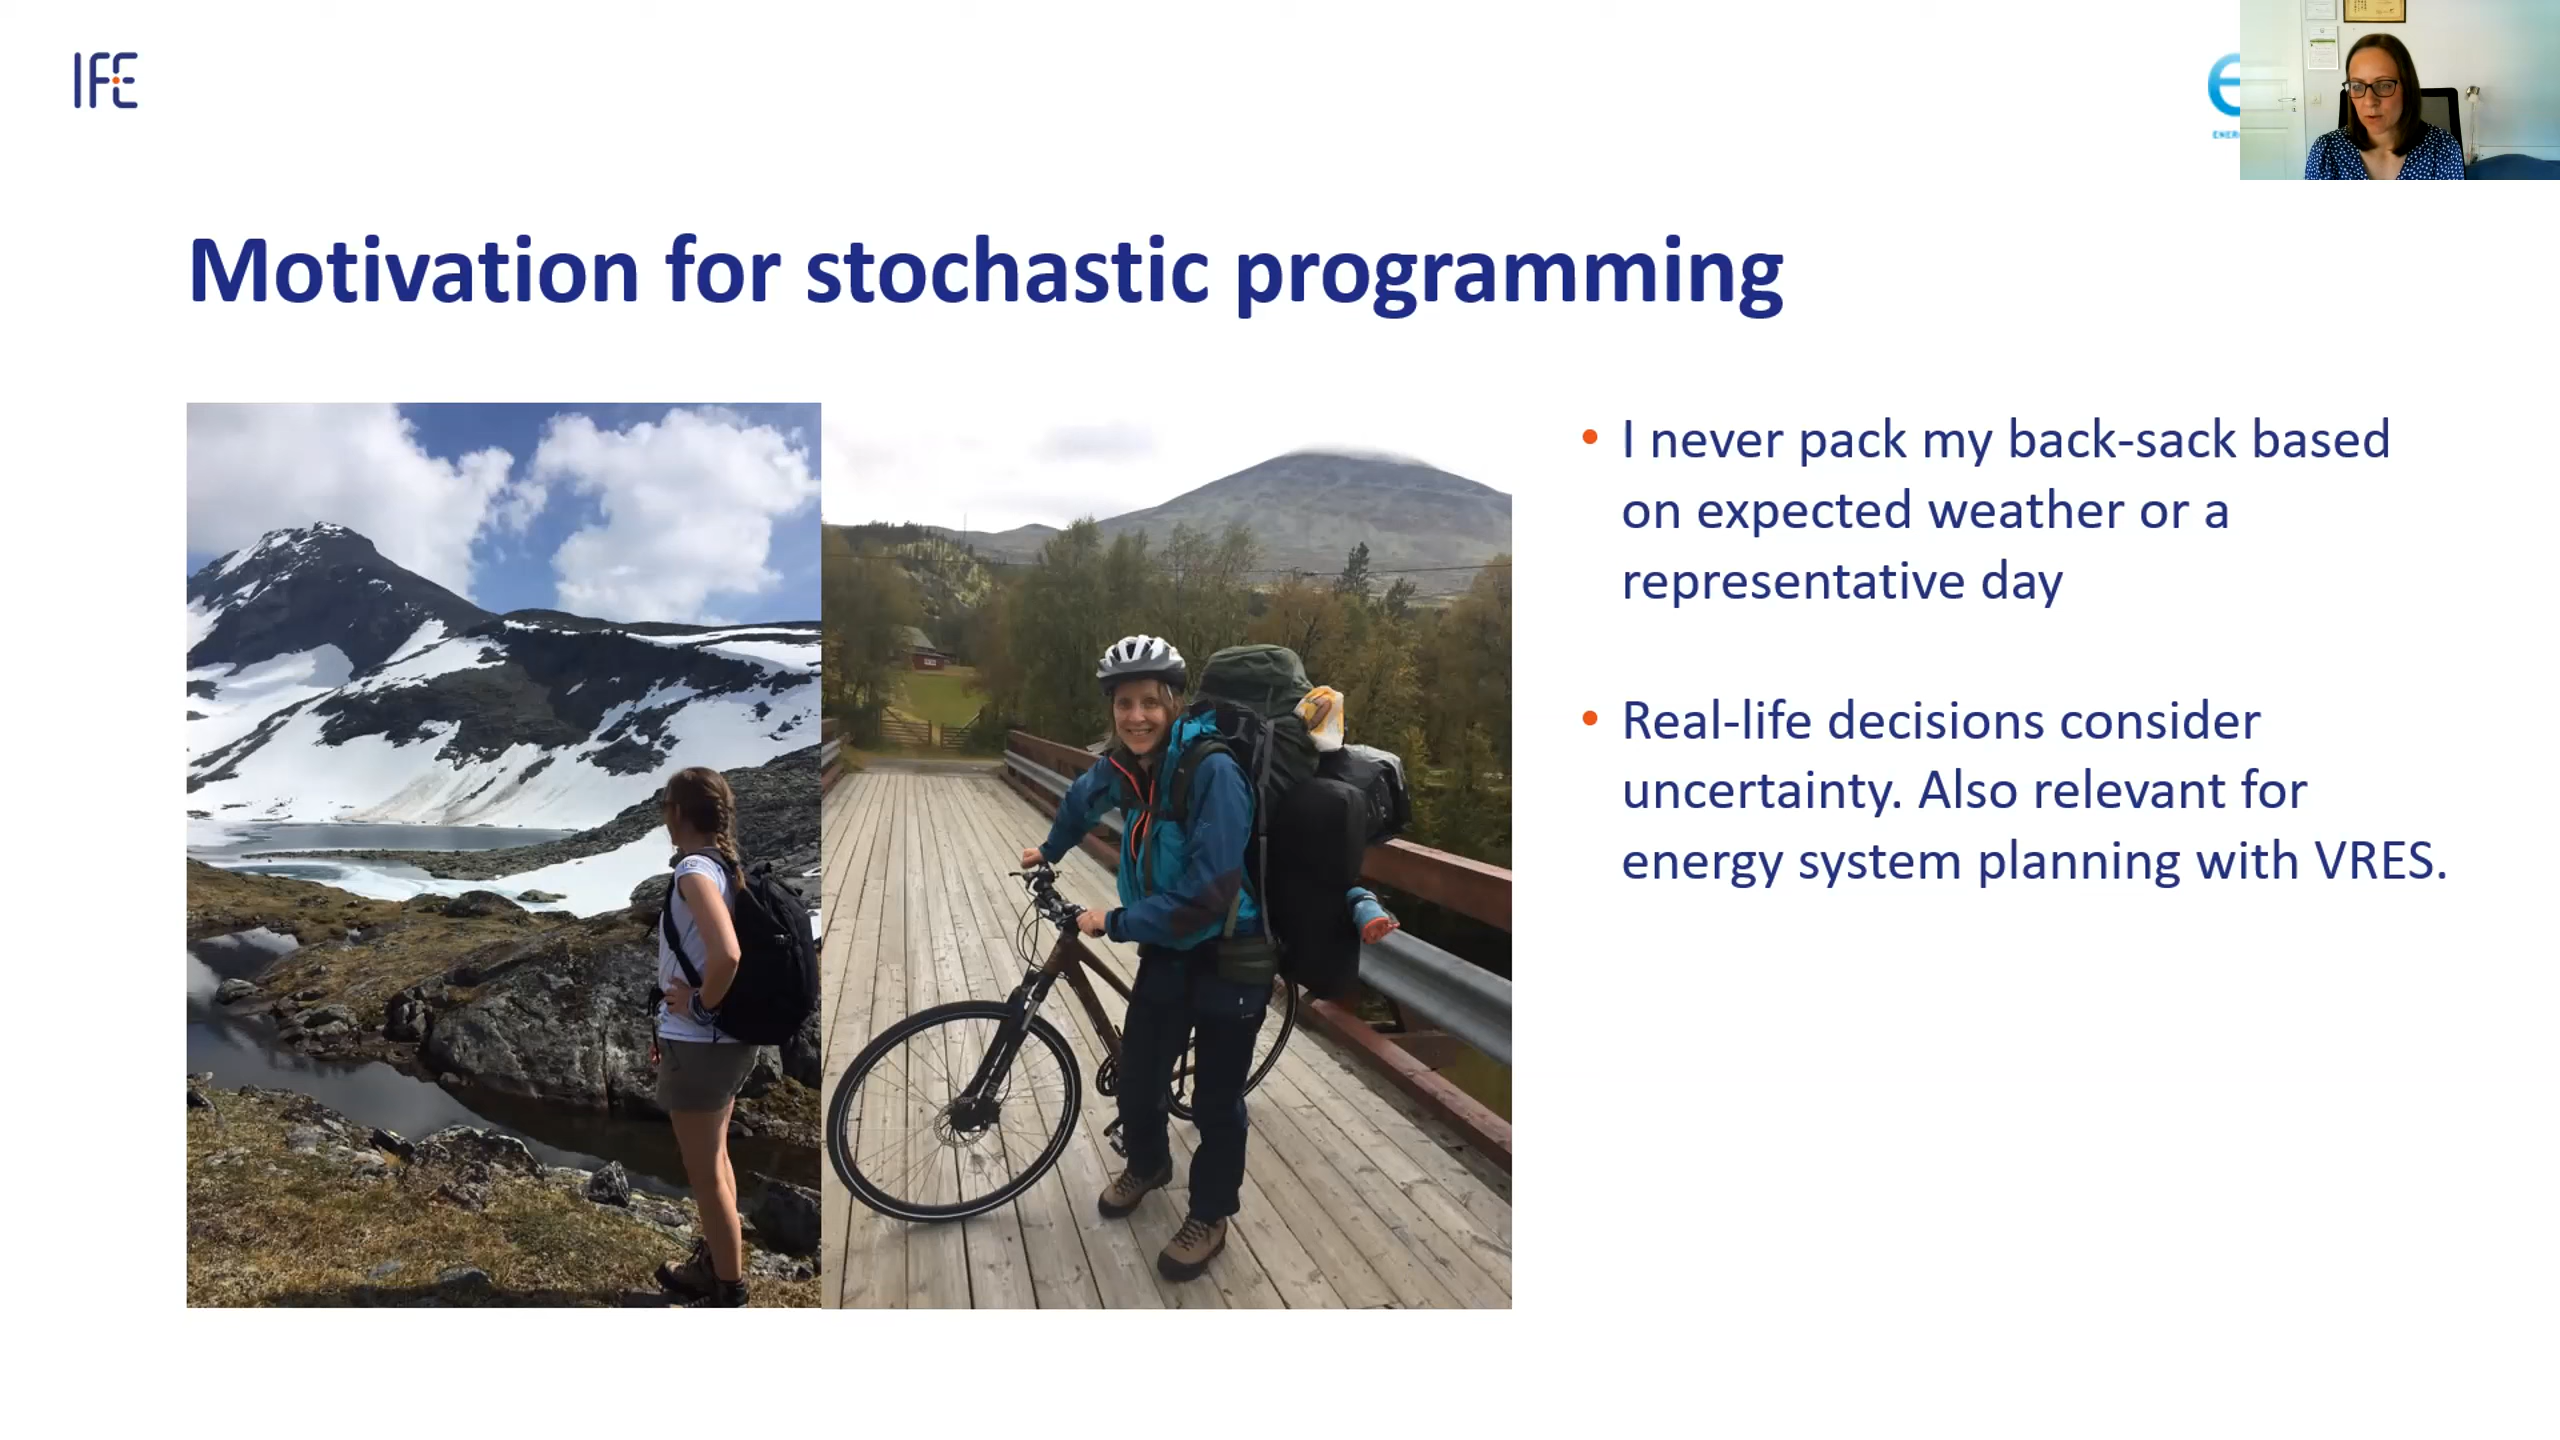 IFE
ENER
Motivation for stochastic programming
• I never pack my back-sack based
on expected weather or a
representative day
• Real-life decisions consider
uncertainty. Also relevant for
energy system planning with VRES.